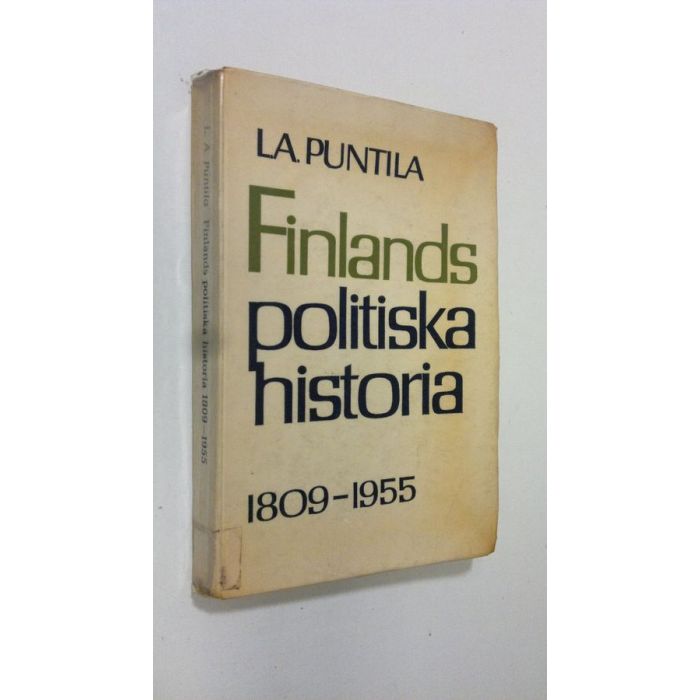 L.A. PUNTILA
Finlands
politiska
historia
1809-1955
L. A. Puntila Finlands politiska historia 1809-1955